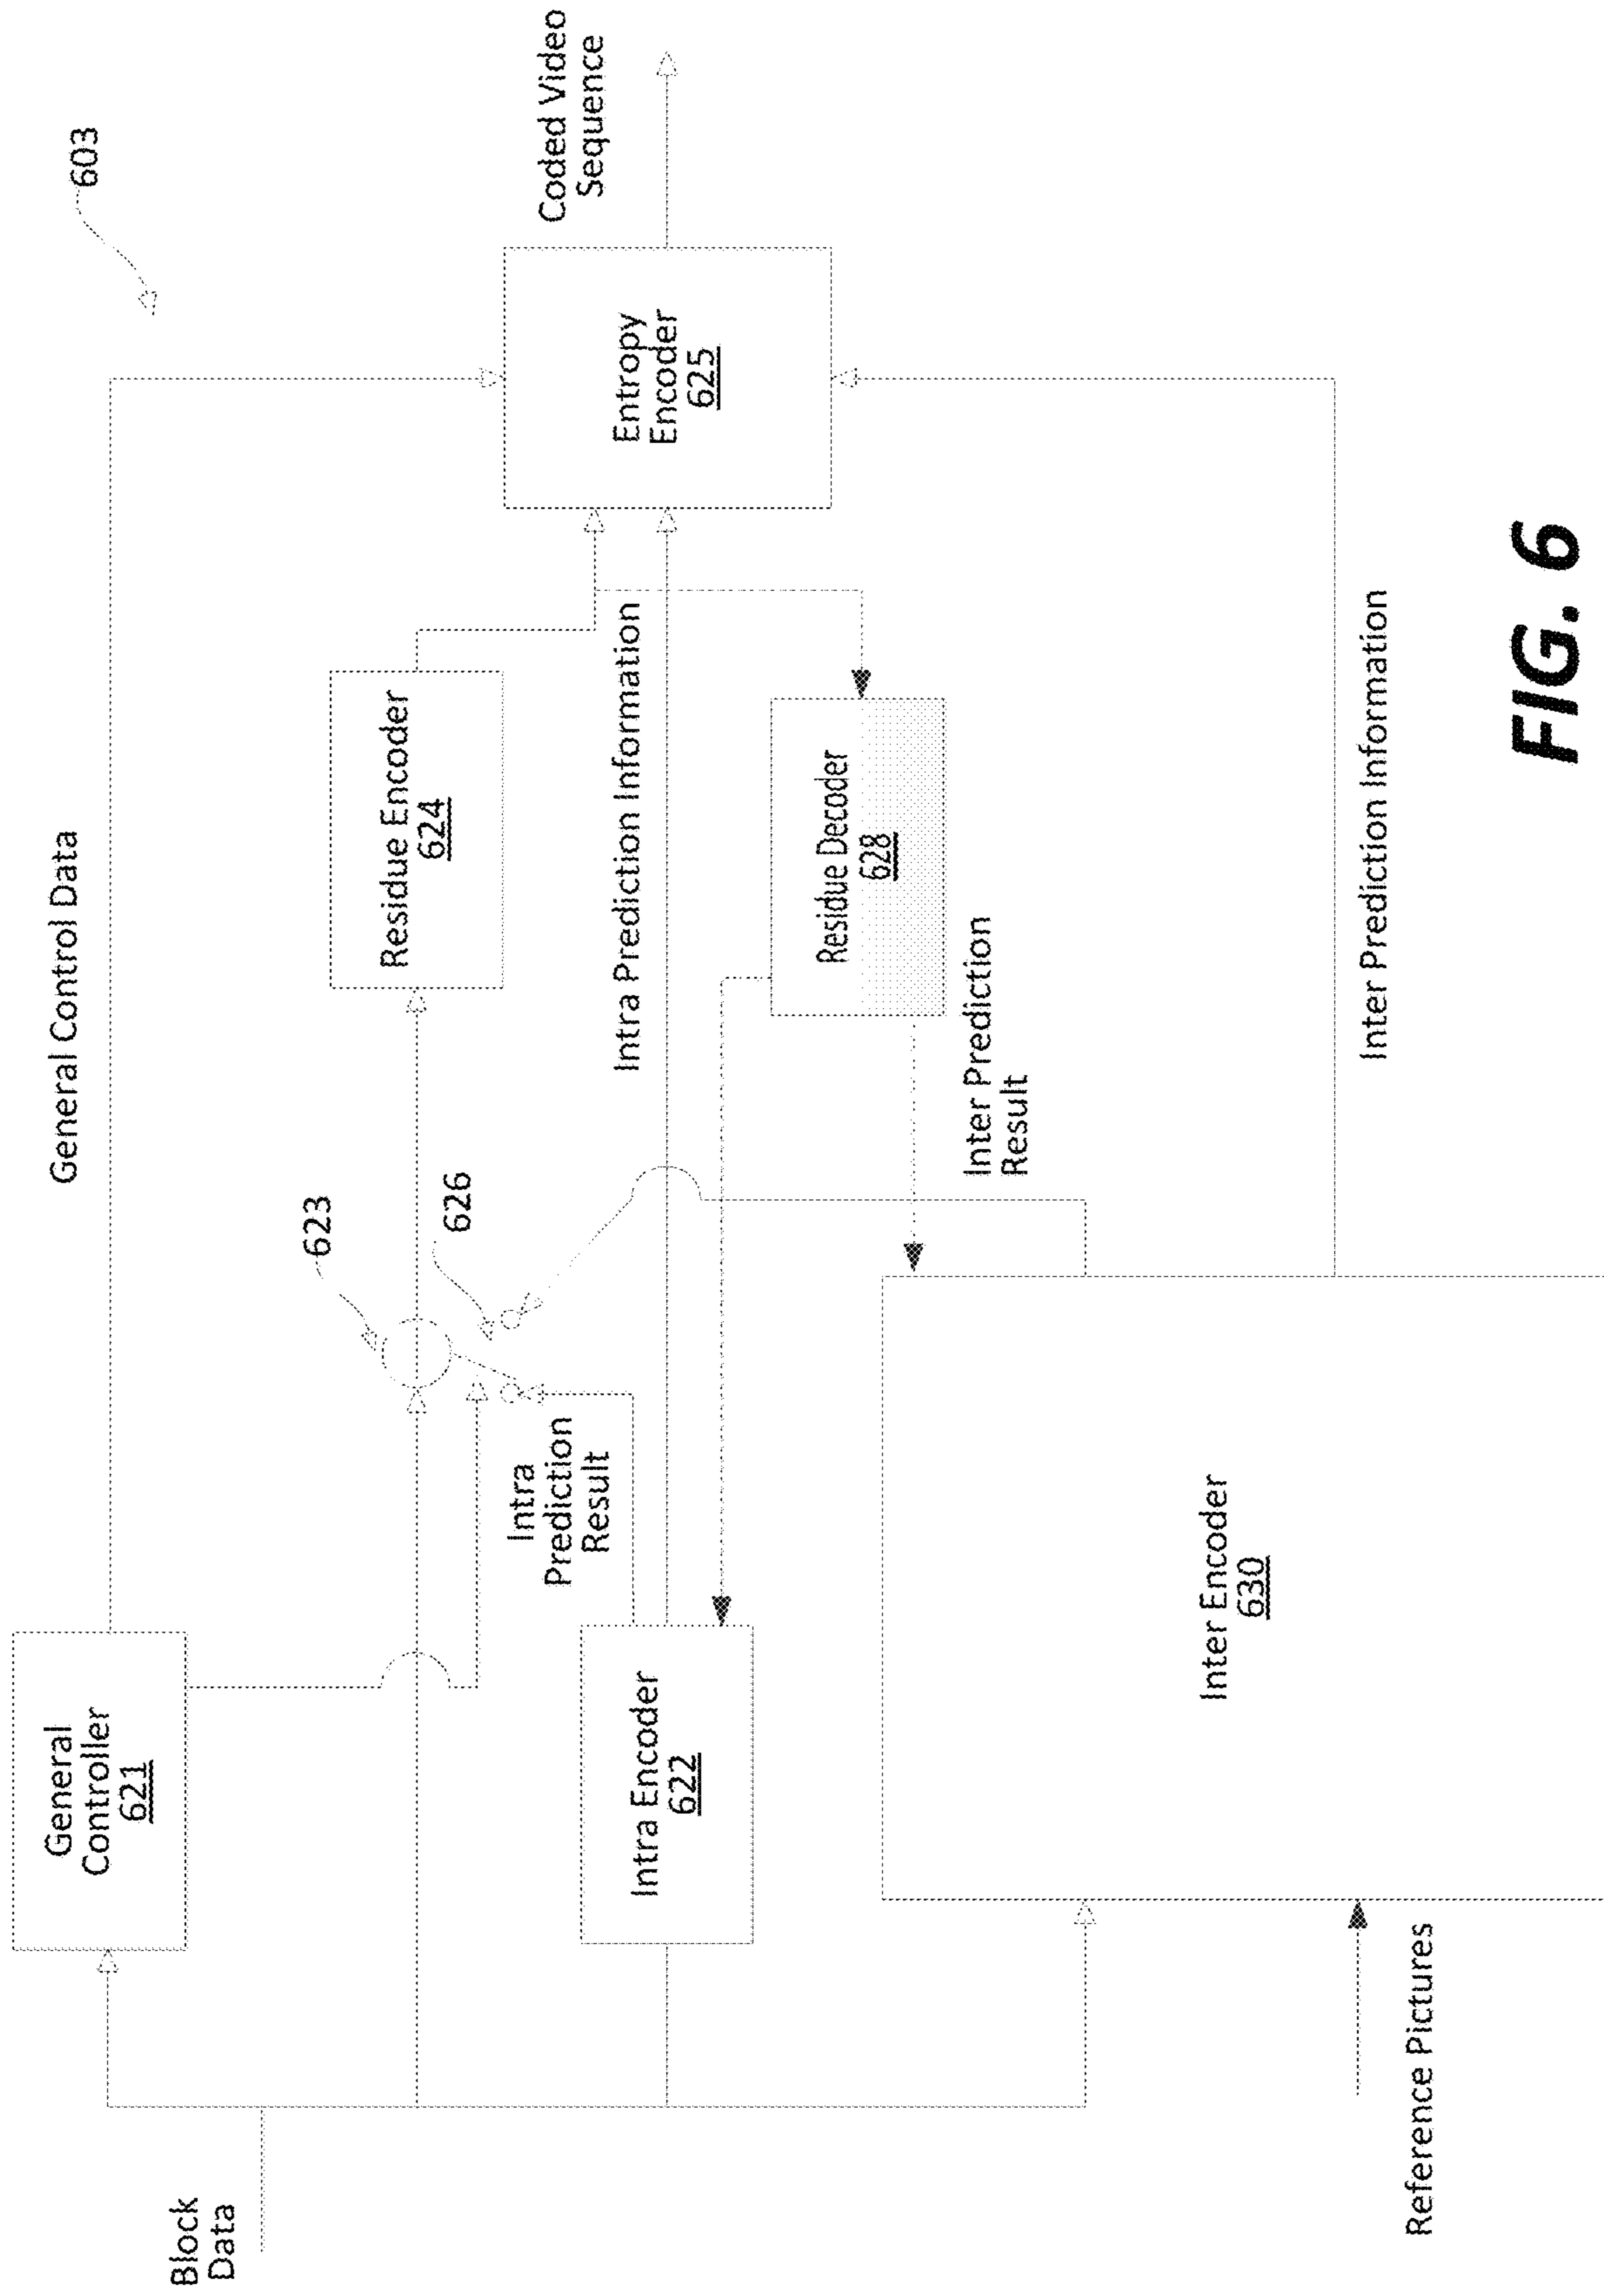 603
General Control Data
General
Controller
621
623
626
Residue Encoder
624
Entropy
Encoder
625
Coded Video
Sequence
Block
Data
Intra
Prediction
Result
Intra Prediction Information
Intra Encoder
622
Residue Decoder
628
Inter Prediction
Result
Inter Encoder
630
Inter Prediction Information
Reference Pictures
FIG. 6